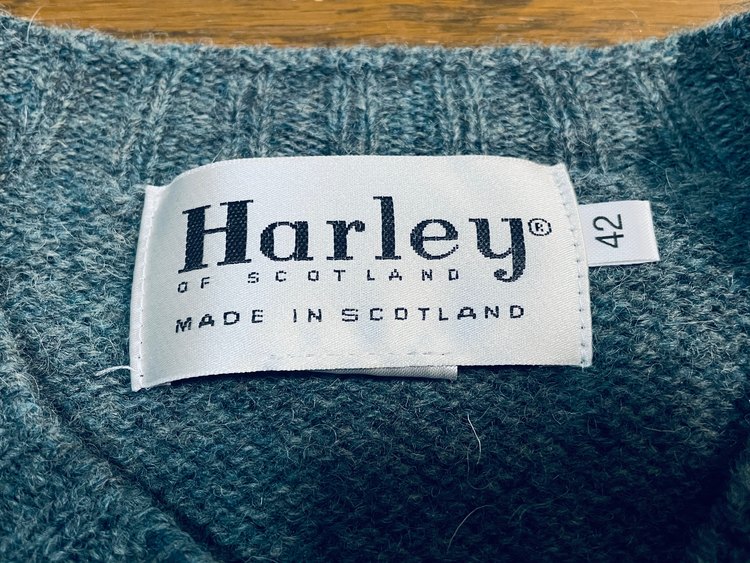 Harley®
OF SCOTLAND
MADE IN SCOTLAND
42